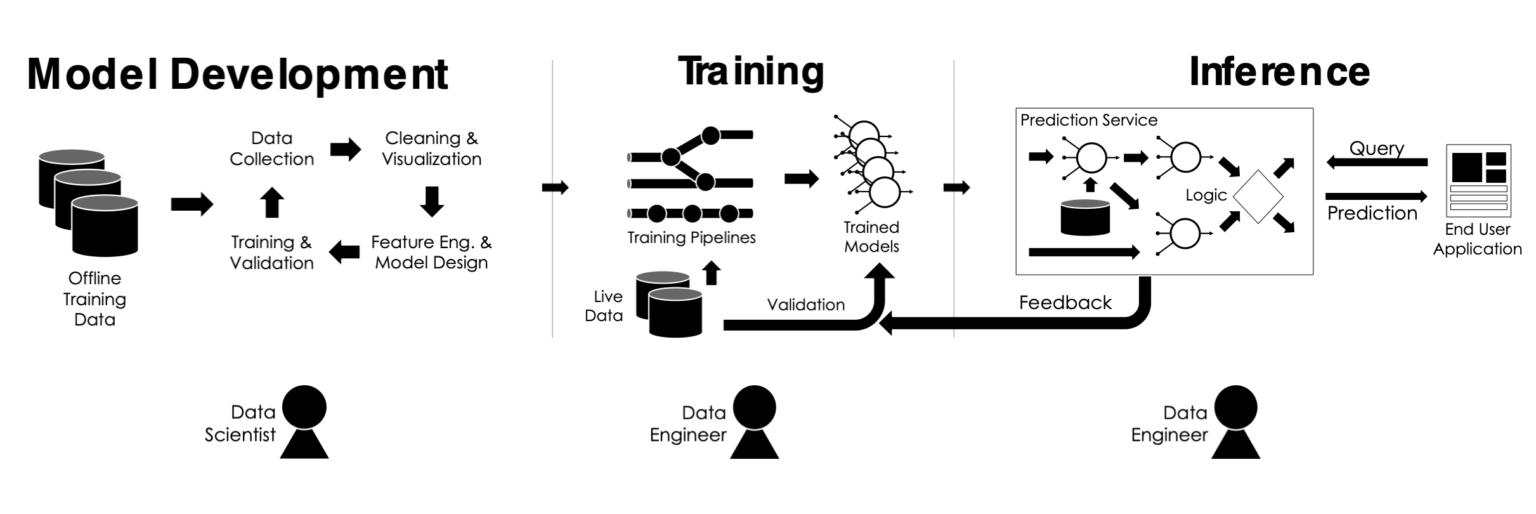 Model Development
Data
Collection
Cleaning &
Visualization
Training &
Validation
Feature Eng. &
Model Design
Offline
Training
Data
Data
Scientist
Training
Training Pipelines
Trained
Models
Live
Data
Validation
Data
Engineer
Inference
Prediction Service
Logic
Query
Prediction
End User
Application
Feedback
Data
Engineer